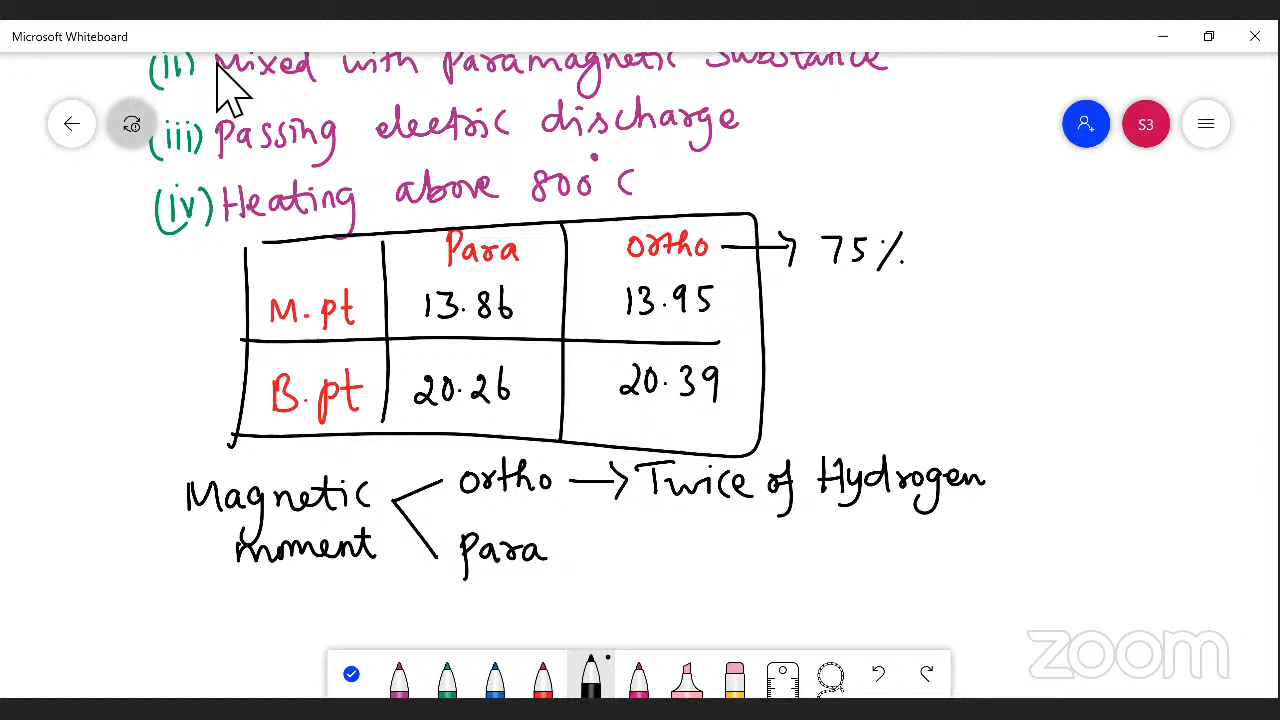 Microsoft Whiteboard
(ii) Mixed with paramagnetic substance
(iii) Passing electric discharge
S3
(iv) Heating above 800°C
Para ortho → 75%
M.pt 13.86 13.95
B.pt 20.26 20.39
Magnetic moment
ortho → Twice of Hydrogen
para
zoom